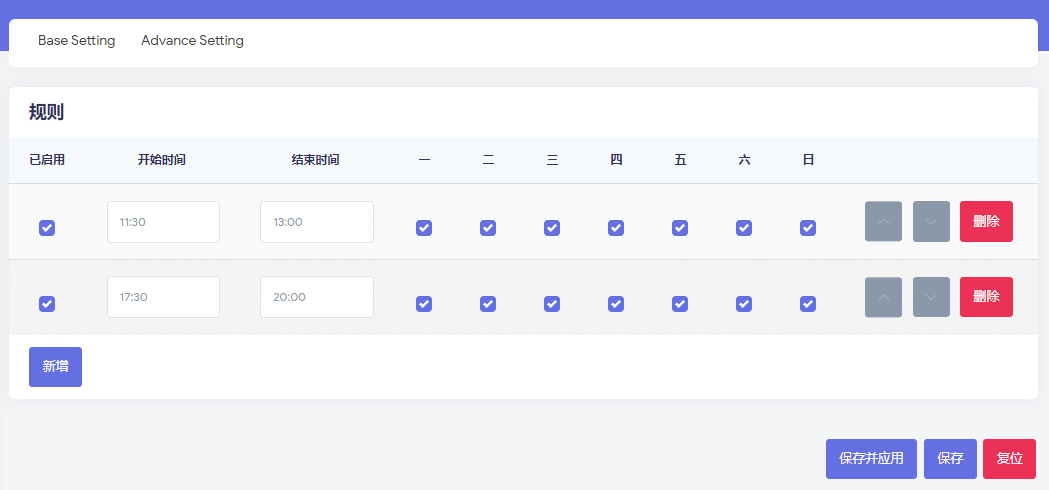 Base Setting Advance Setting
规则
已启用 开始时间 结束时间 一 二 三 四 五 六 日
11:30 13:00 删除
17:30 20:00 删除
新增
保存并应用 保存 复位